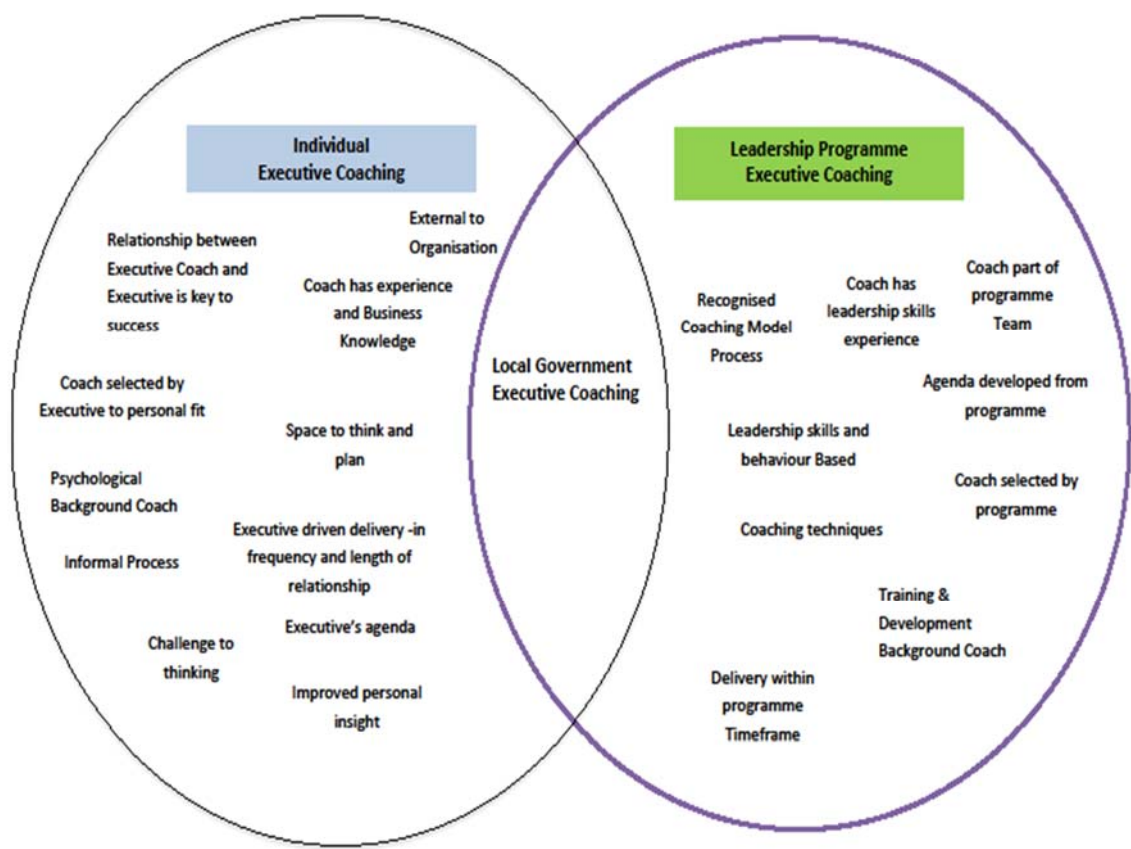 Individual
Executive Coaching
External to
Organisation
Relationship between
Executive Coach and
Executive is key to
success
Coach has experience
and Business
Knowledge
Coach selected by
Executive to personal fit
Space to think and
plan
Psychological
Background Coach
Executive driven delivery -in
frequency and length of
relationship
Informal Process
Executive's agenda
Challenge to
thinking
Improved personal
insight
Local Government
Executive Coaching
Leadership Programme
Executive Coaching
Coach part of
programme
Team
Coach has
leadership skills
experience
Recognised
Coaching Model
Process
Agenda developed from
programme
Leadership skills and
behaviour Based
Coach selected by
programme
Coaching techniques
Training &
Development
Background Coach
Delivery within
programme
Timeframe